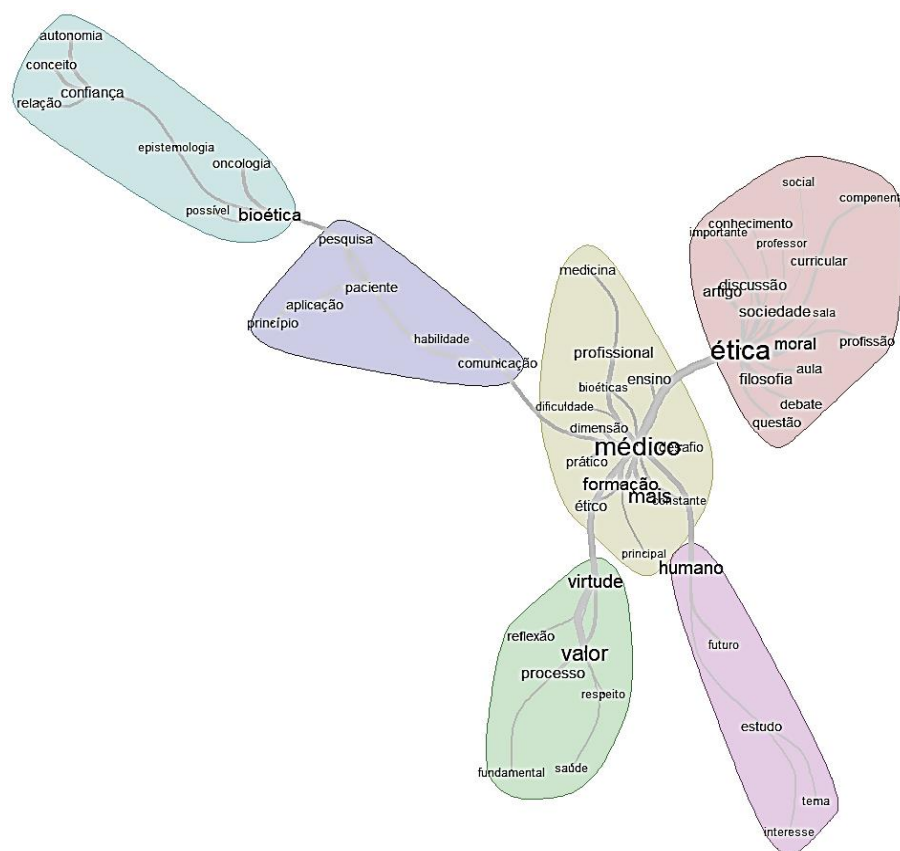 autonomia
conceito
confiança
relação
epistemologia
oncologia
possível
bioética
pesquisa
paciente
aplicação
princípio
habilidade
comunicação
medicina
profissional
bioéticas
ensino
dificuldade
dimensão
médico
desafio
prático
formação
mais
constante
ético
principal
social
component
conhecimento
importante
professor
curricular
discussão
artigo
sociedade
sala
ética
moral
profissão
aula
filosofia
debate
questão
virtude
reflexão
valor
processo
respeito
fundamental
saúde
humano
futuro
estudo
tema
interesse